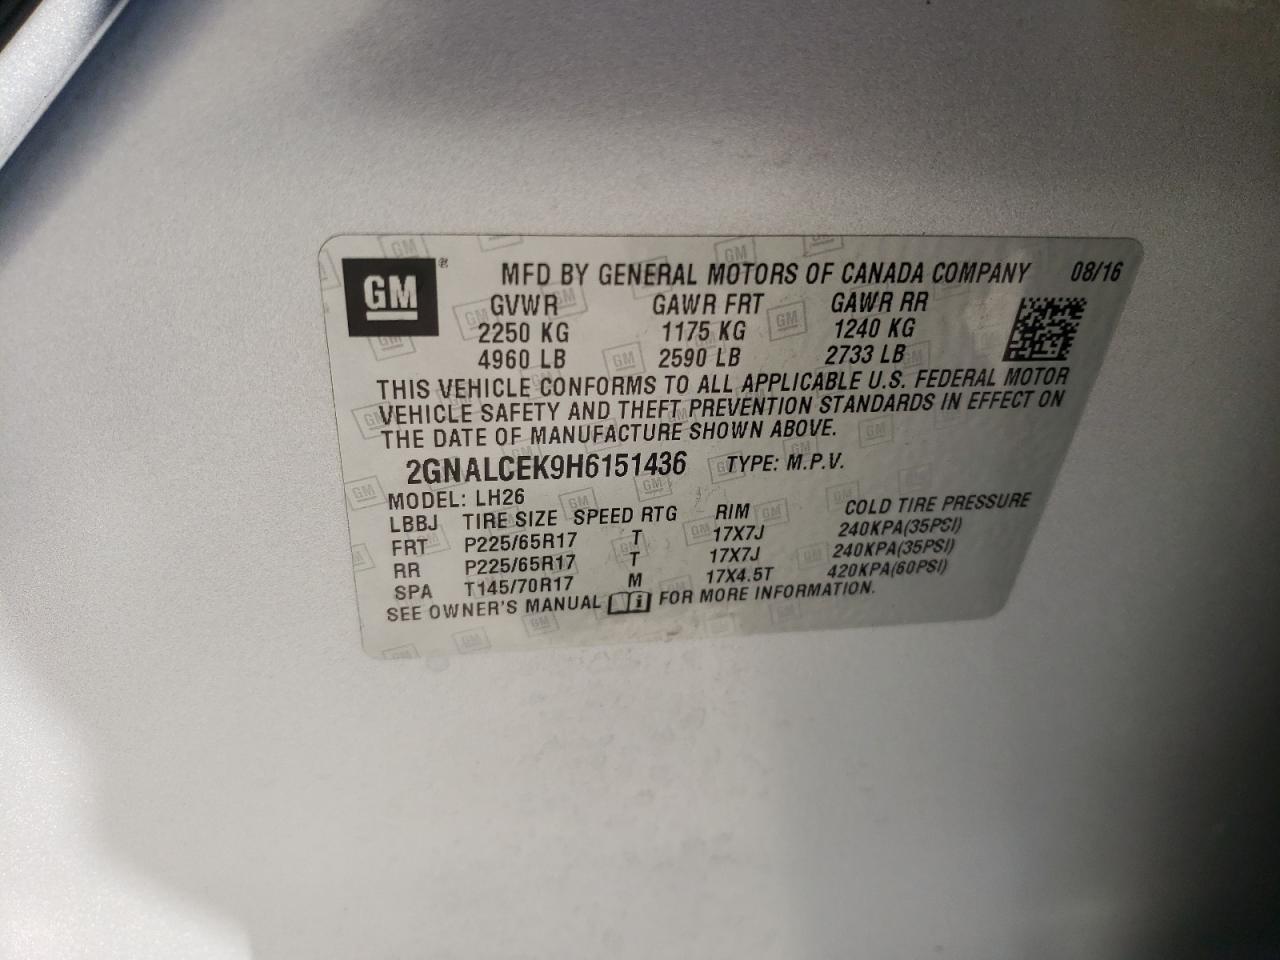 GM ® MFD BY GENERAL MOTORS OF CANADA COMPANY 08/16
GVWR GAWR FRT GAWR RR
2250 KG 1175 KG 1240 KG
4960 LB 2590 LB 2733 LB
THIS VEHICLE CONFORMS TO ALL APPLICABLE U.S. FEDERAL MOTOR
VEHICLE SAFETY AND THEFT PREVENTION STANDARDS IN EFFECT ON
THE DATE OF MANUFACTURE SHOWN ABOVE.
2GNALCEK9H6151436 TYPE: M.P.V.
MODEL: LH26
LBBJ TIRE SIZE SPEED RTG RIM COLD TIRE PRESSURE
FRT P225/65R17 T 17X7J 240KPA(35PSI)
RR P225/65R17 T 17X7J 240KPA(35PSI)
SPA T145/70R17 M 17X4.5T 420KPA(60PSI)
SEE OWNER'S MANUAL FOR MORE INFORMATION.